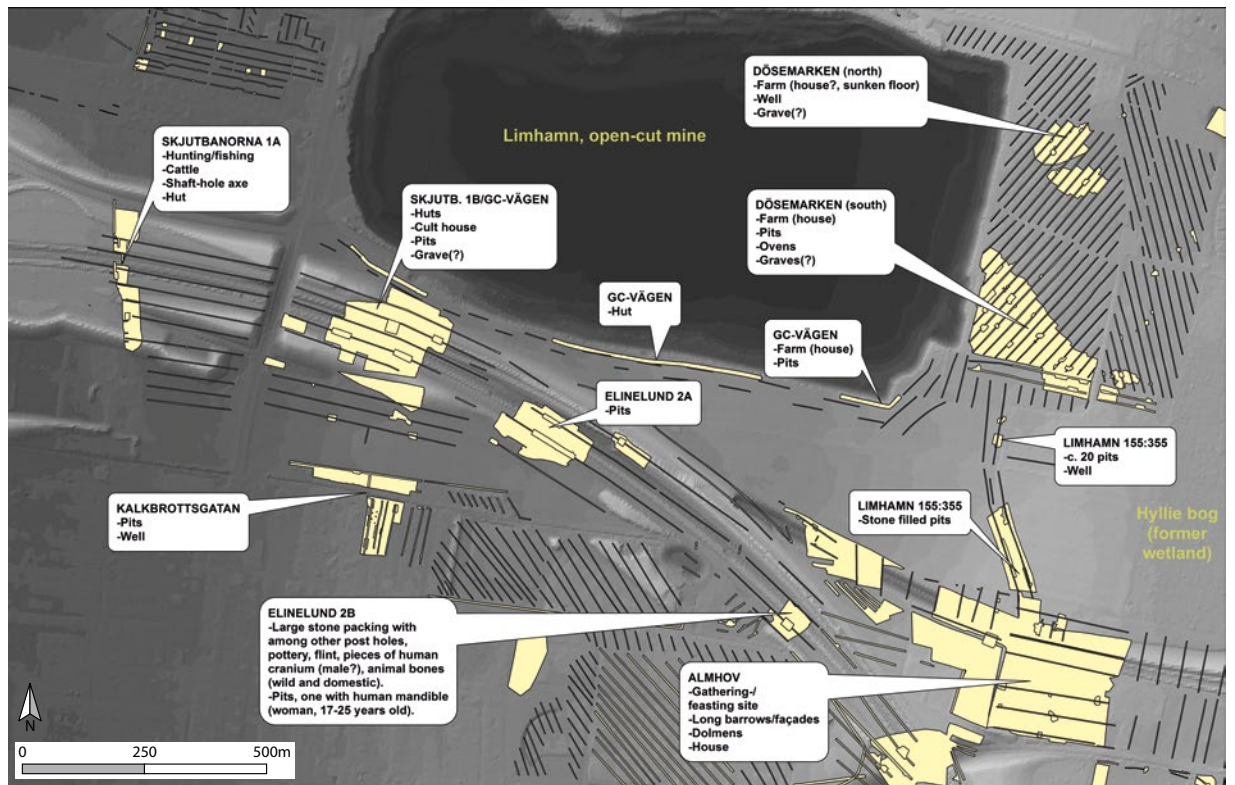 DÖSEMARKEN (north)
-Farm (house?, sunken floor)
-Well
-Grave(?)
Limhamn, open-cut mine
SKJUTBANORNA 1A
-Hunting/fishing
-Cattle
-Shaft-hole axe
-Hut
SKJUTB. 1B/GC-VÄGEN
-Huts
-Cult house
-Pits
-Grave(?)
DÖSEMARKEN (south)
-Farm (house)
-Pits
-Ovens
-Graves(?)
GC-VÄGEN
-Hut
GC-VÄGEN
-Farm (house)
-Pits
ELINELUND 2A
-Pits
LIMHAMN 155:355
-c. 20 pits
-Well
KALKBROTTSGATAN
-Pits
-Well
LIMHAMN 155:355
-Stone filled pits
Hyllie bog
(former
wetland)
ELINELUND 2B
-Large stone packing with
among other post holes,
pottery, flint, pieces of human
cranium (male?), animal bones
(wild and domestic).
-Pits, one with human mandible
(woman, 17-25 years old).
ALMHOV
-Gathering-/
feasting site
-Long barrows/façades
-Dolmens
-House
N
0 250 500m